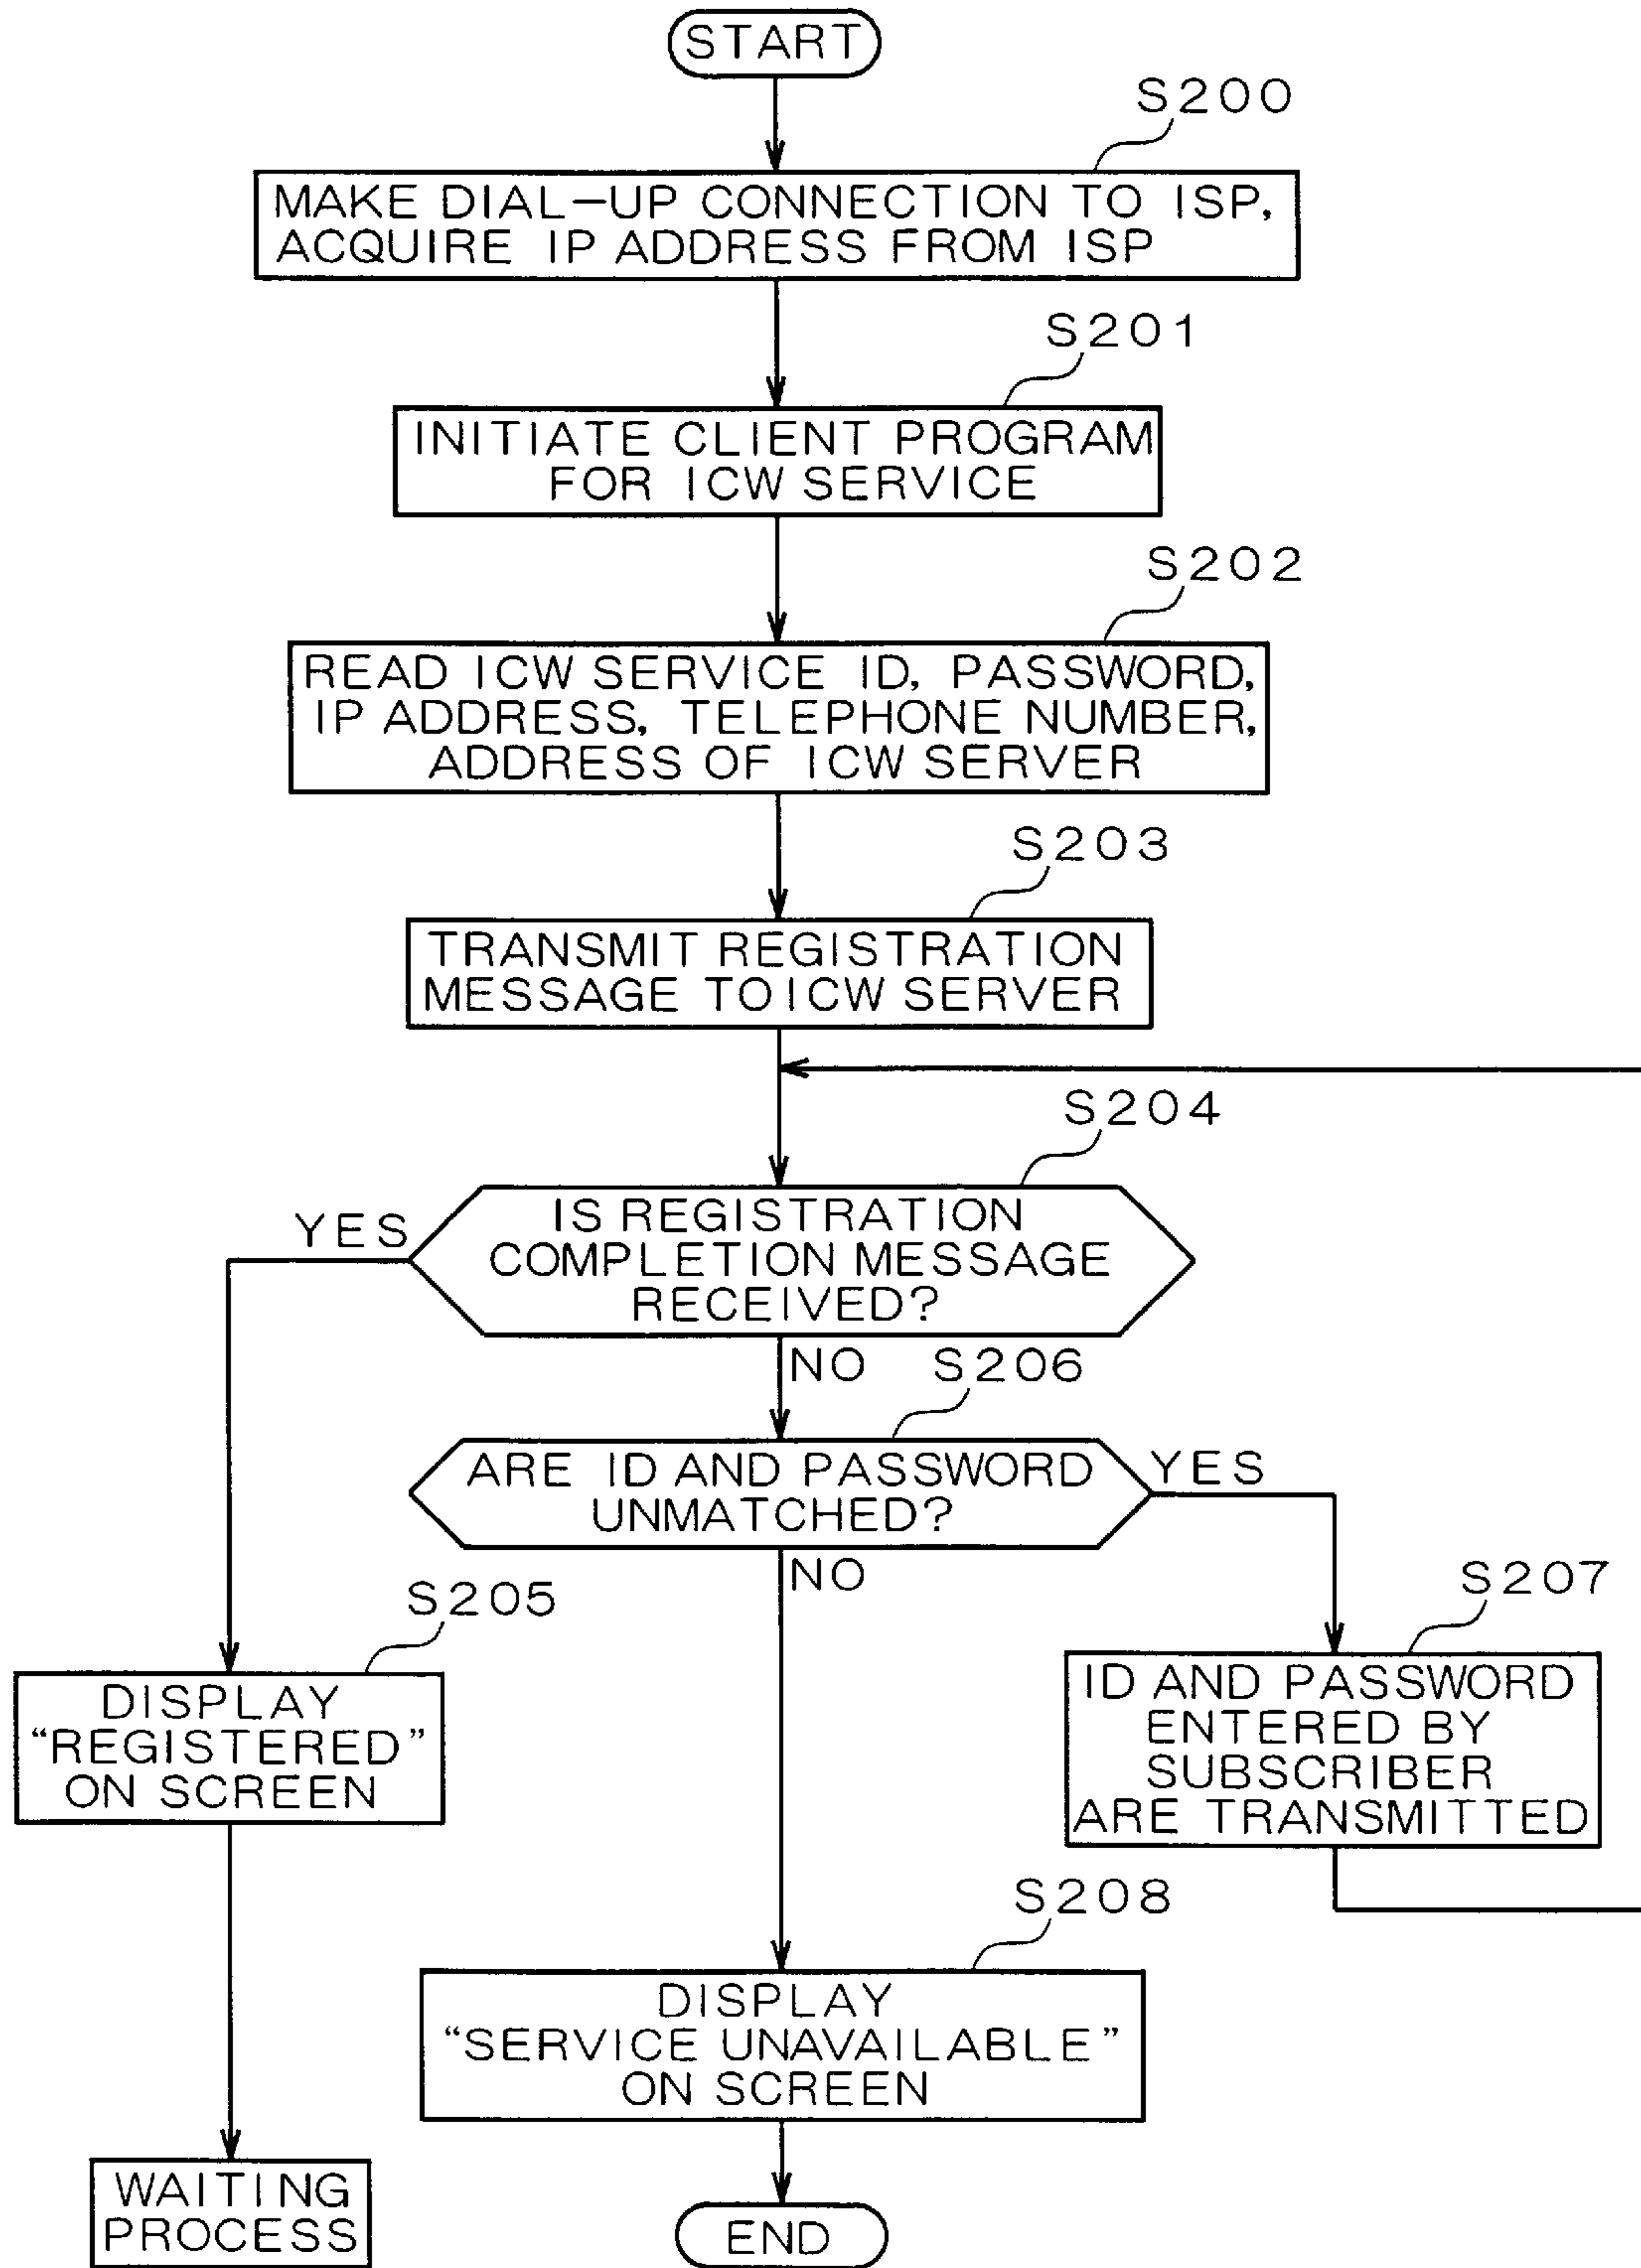 START
S200
MAKE DIAL-UP CONNECTION TO ISP,
ACQUIRE IP ADDRESS FROM ISP
S201
INITIATE CLIENT PROGRAM
FOR ICW SERVICE
S202
READ ICW SERVICE ID, PASSWORD,
IP ADDRESS, TELEPHONE NUMBER,
ADDRESS OF ICW SERVER
S203
TRANSMIT REGISTRATION
MESSAGE TO ICW SERVER
S204
IS REGISTRATION
COMPLETION MESSAGE
RECEIVED?
YES
NO
S206
ARE ID AND PASSWORD
UNMATCHED?
YES
NO
S205
DISPLAY
“REGISTERED”
ON SCREEN
S207
ID AND PASSWORD
ENTERED BY
SUBSCRIBER
ARE TRANSMITTED
S208
DISPLAY
“SERVICE UNAVAILABLE”
ON SCREEN
WAITING
PROCESS
END